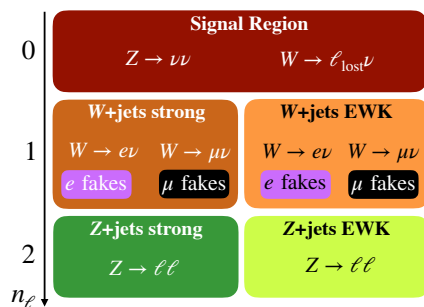 Signal Region
0
Z → νν W → ℓlostν
W+jets strong W+jets EWK
1
W → eν W → μν W → eν W → μν
e fakes μ fakes e fakes μ fakes
Z+jets strong Z+jets EWK
2
Z → ℓℓ Z → ℓℓ
nℓ